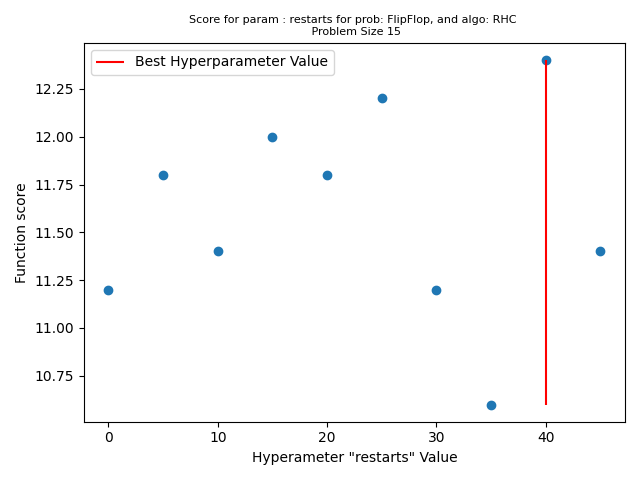 Score for param : restarts for prob: FlipFlop, and algo: RHC
Problem Size 15
Best Hyperparameter Value
Function score
12.25
12.00
11.75
11.50
11.25
11.00
10.75
0 10 20 30 40
Hyperameter "restarts" Value